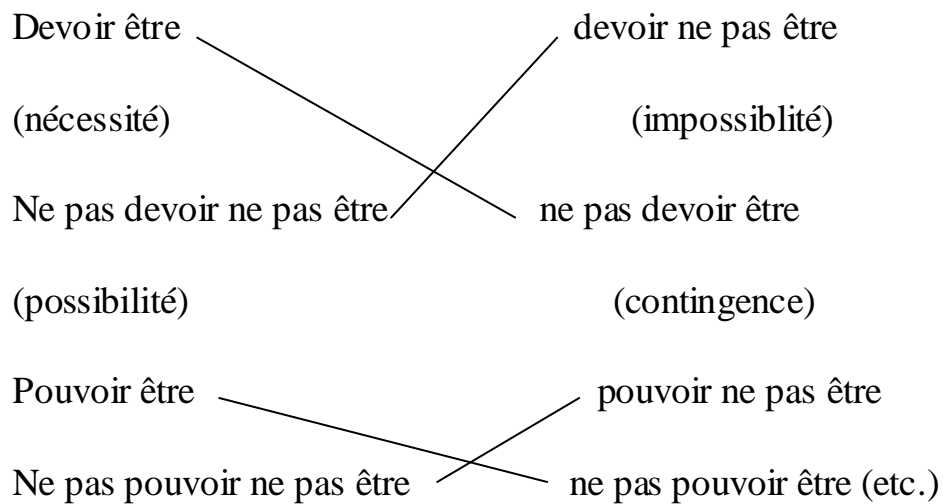 Devoir être devoir ne pas être
(nécessité) (impossiblité)
Ne pas devoir ne pas être ne pas devoir être
(possibilité) (contingence)
Pouvoir être pouvoir ne pas être
Ne pas pouvoir ne pas être ne pas pouvoir être (etc.)